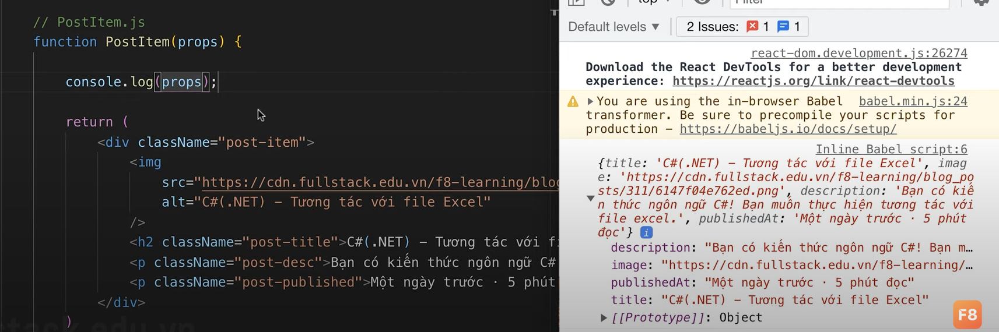 // PostItem.js
function PostItem(props) {
console.log(props);
return (
<div className="post-item">
<img
src="https://cdn.fullstack.edu.vn/f8-learning/blog
alt="C#(.NET) – Tương tác với file Excel"
/>
<h2 className="post-title">C#(.NET) – Tương tác với fi
<p className="post-desc">Bạn có kiến thức ngôn ngữ C#
<p className="post-published">Một ngày trước · 5 phút
</div>
)
top
Filter
Default levels ▼
2 Issues: 1 1
react-dom.development.js:26274
Download the React DevTools for a better development
experience: https://reactjs.org/link/react-devtools
You are using the in-browser Babel babel.min.js:24
transformer. Be sure to precompile your scripts for
production – https://babeljs.io/docs/setup/
Inline Babel script:6
{title: 'C#(.NET) – Tương tác với file Excel', imag
e: 'https://cdn.fullstack.edu.vn/f8-learning/blog_po
sts/311/6147f04e762ed.png', description: 'Bạn có kiế
n thức ngôn ngữ C#! Bạn muốn thực hiện tương tác với
file excel.', publishedAt: 'Một ngày trước · 5 phút
đọc'} i
description: "Bạn có kiến thức ngôn ngữ C#! Bạn m…
image: "https://cdn.fullstack.edu.vn/f8-learning/…
publishedAt: "Một ngày trước · 5 phút đọc"
title: "C#(.NET) – Tương tác với file Excel"
[[Prototype]]: Object
F8